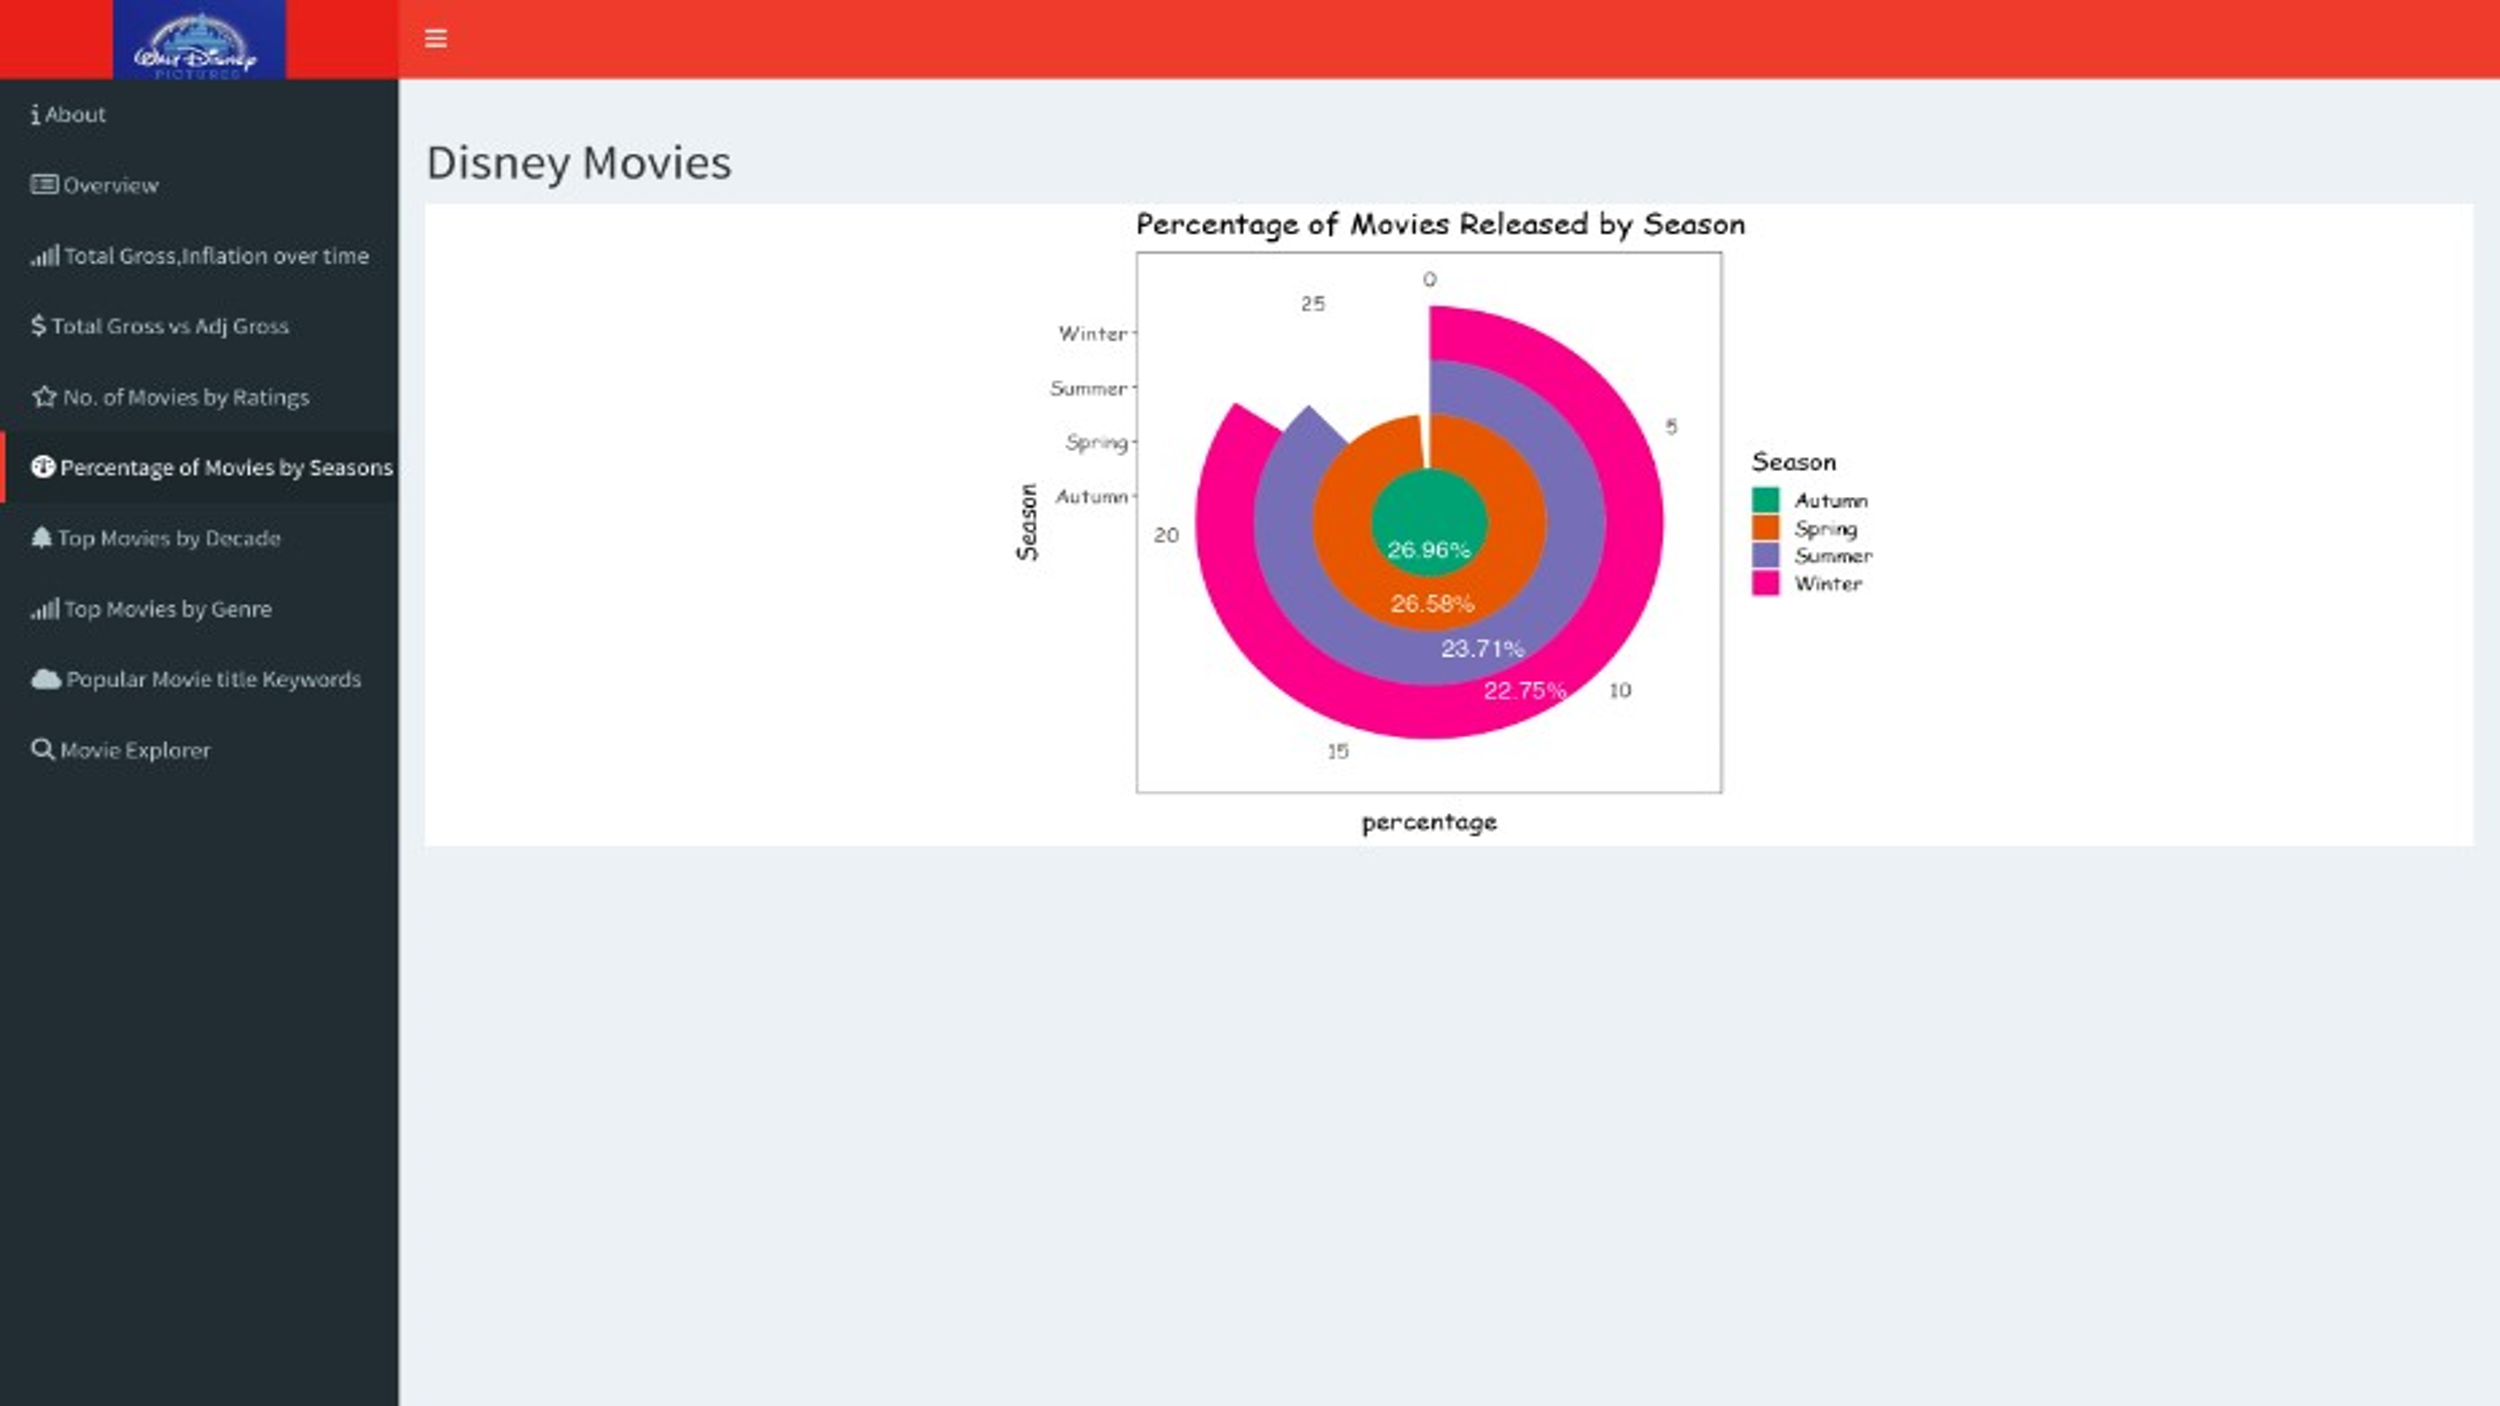 Walt Disney
PICTURES
About
Overview
Total Gross,Inflation over time
Total Gross vs Adj Gross
No. of Movies by Ratings
Percentage of Movies by Seasons
Top Movies by Decade
Top Movies by Genre
Popular Movie title Keywords
Movie Explorer
Disney Movies
Percentage of Movies Released by Season
Season
Winter
Summer
Spring
Autumn
0
5
10
15
20
25
26.96%
26.58%
23.71%
22.75%
percentage
Season
Autumn
Spring
Summer
Winter